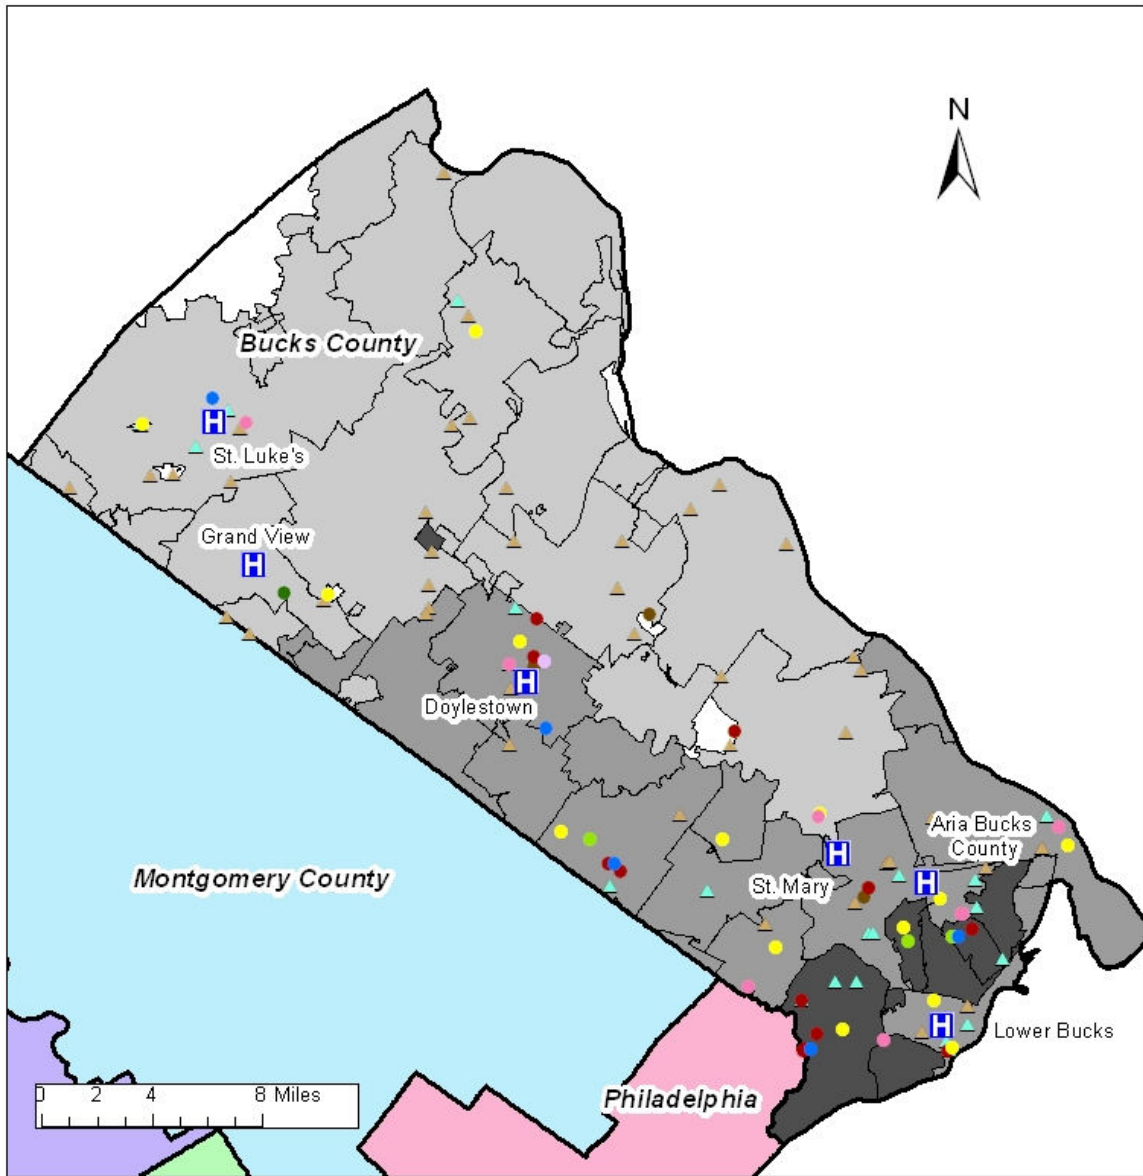 N
Bucks County
H
St. Luke's
Grand View
H
H
Doylestown
Aria Bucks
County
H
St. Mary
H
Montgomery County
H
Lower Bucks
0 2 4 8 Miles
Philadelphia